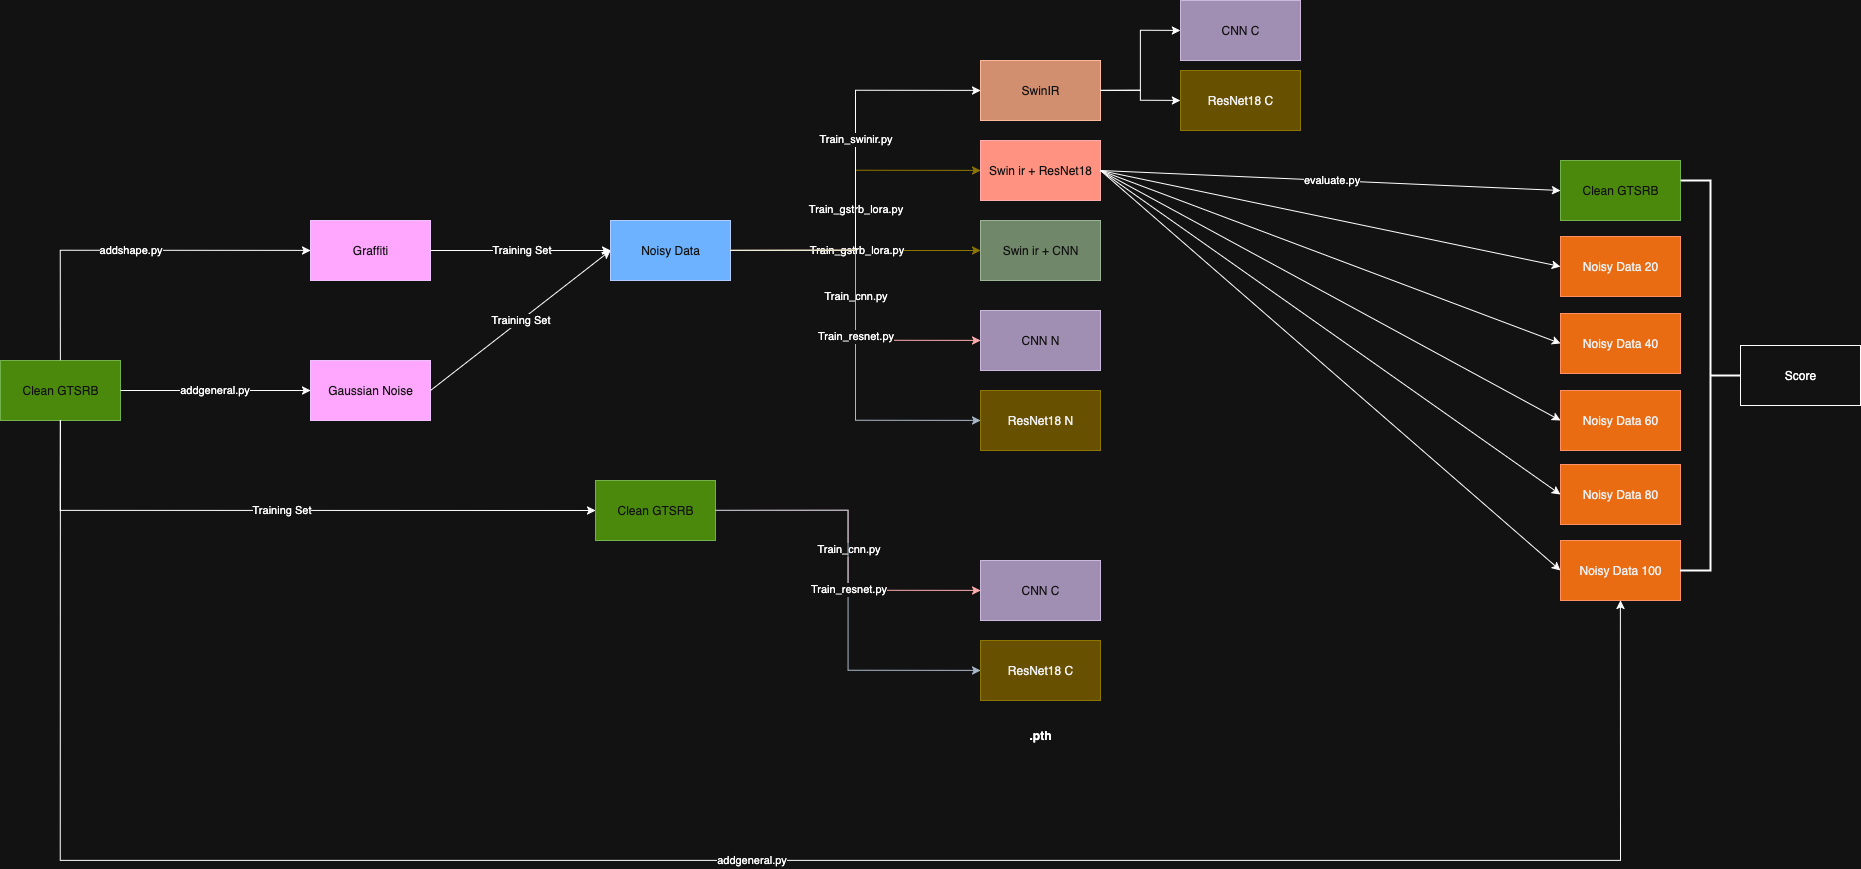 CNN C
SwinIR
ResNet18 C
Train_swinir.py
Swin ir + ResNet18
evaluate.py
Clean GTSRB
Train_gstrb_lora.py
addshape.py
Graffiti
Training Set
Noisy Data
Train_gstrb_lora.py
Swin ir + CNN
Noisy Data 20
Train_cnn.py
Training Set
Train_resnet.py
CNN N
Noisy Data 40
Score
Clean GTSRB
addgeneral.py
Gaussian Noise
ResNet18 N
Noisy Data 60
Noisy Data 80
Training Set
Clean GTSRB
Train_cnn.py
Noisy Data 100
Train_resnet.py
CNN C
ResNet18 C
.pth
addgeneral.py